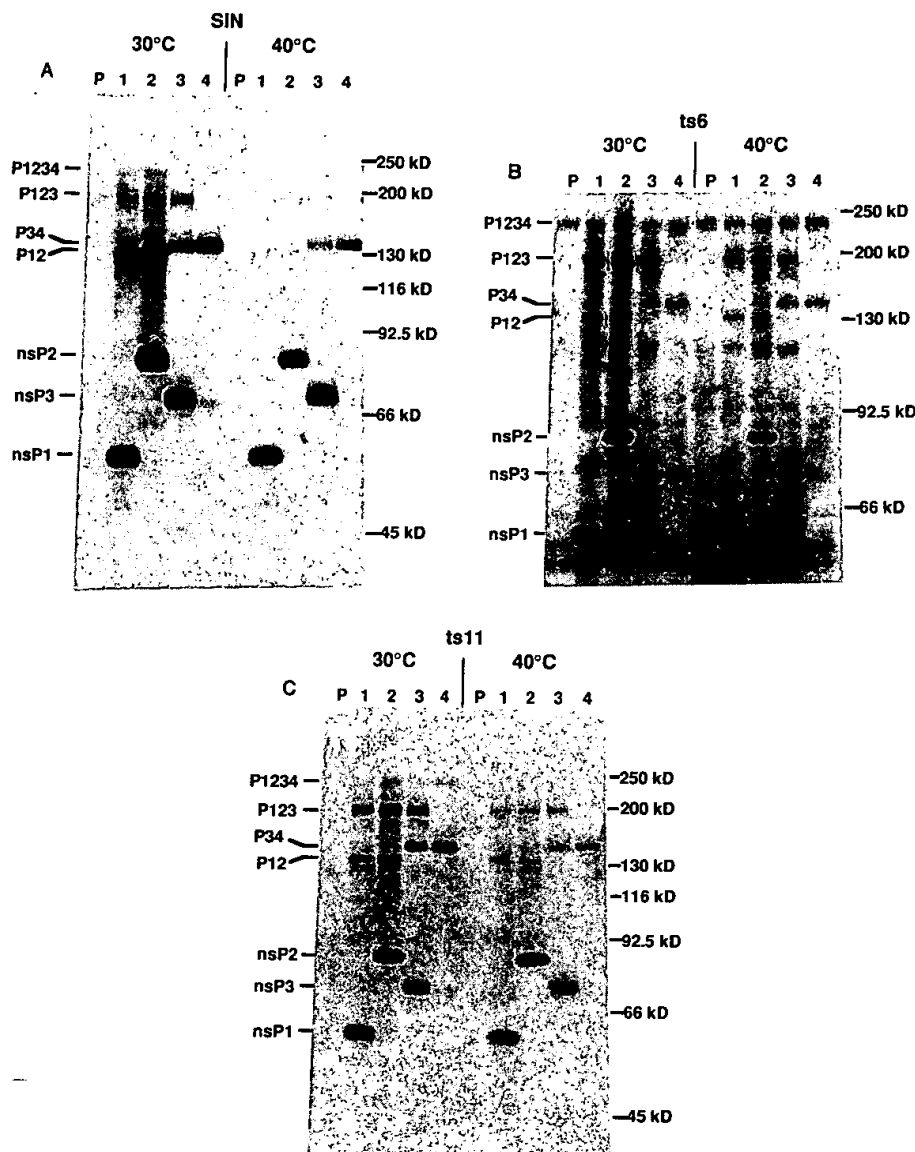 SIN
30°C 40°C
A
P 1 2 3 4 P 1 2 3 4
P1234
P123
P34
P12
nsP2
nsP3
nsP1
250 kD
200 kD
130 kD
116 kD
92.5 kD
66 kD
45 kD
ts6
30°C 40°C
B
P 1 2 3 4 P 1 2 3 4
P1234
P123
P34
P12
nsP2
nsP3
nsP1
250 kD
200 kD
130 kD
92.5 kD
66 kD
ts11
30°C 40°C
C
P 1 2 3 4 P 1 2 3 4
P1234
P123
P34
P12
nsP2
nsP3
nsP1
250 kD
200 kD
130 kD
116 kD
92.5 kD
66 kD
45 kD